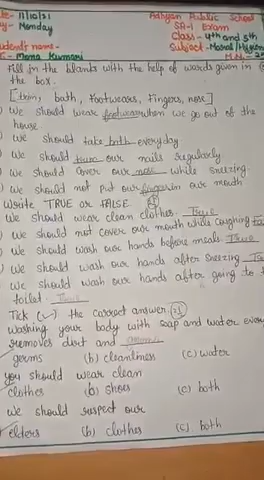 11/10/21 Adhyan Public School
Monday SA-1 Exam
Class - 4th and 5th
Student name - Subject - Moral/Hygiene
Mona Kumari M.M -
Fill in the blanks with the help of words given in
the box.
[trim, bath, footwears, fingers, nose]
We should wear footwears when we go out of the
house
We should take bath everyday
We should trim our nails regularly
We should cover our nose while sneezing.
We should not put our fingers in our mouth
Write TRUE or FALSE
We should wear clean clothes. True
We should not cover our mouth while coughing
We should wash our hands before meals. True
We should wash our hands after sneezing
We should wash our hands after going to
toilet. True
Tick (✓) the correct answer
Washing your body with soap and water
removes dirt and
germs (b) cleanliness (c) water
you should wear clean
clothes (b) shoes (c) both
we should respect our
elders (b) clothes (c) both